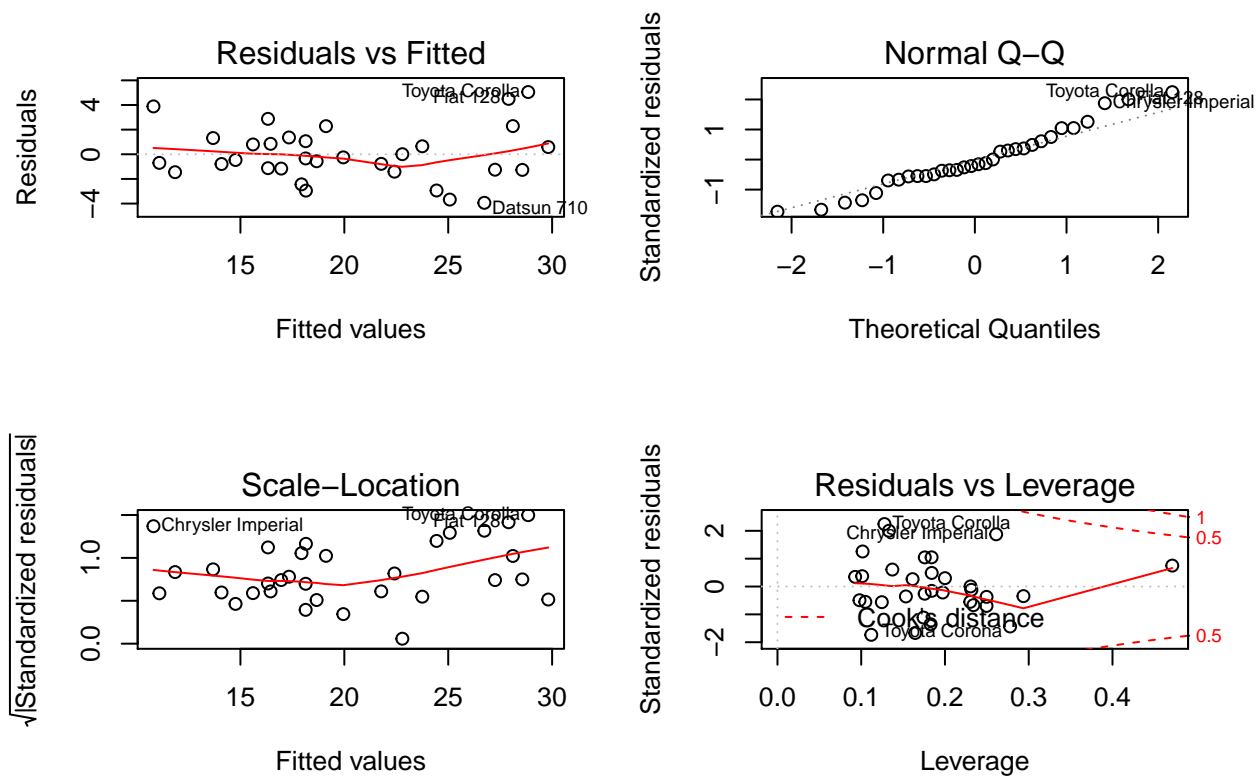 Residuals vs Fitted
Residuals
−4 0 4
15 20 25 30
Fitted values
Toyota Corolla
Fiat 128
Datsun 710
Normal Q−Q
Standardized residuals
−1 1
−2 −1 0 1 2
Theoretical Quantiles
Toyota Corolla
Fiat 128
Chrysler Imperial
Scale−Location
√|Standardized residuals|
0.0 1.0
15 20 25 30
Fitted values
Toyota Corolla
Fiat 128
Chrysler Imperial
Residuals vs Leverage
Standardized residuals
−2 0 2
0.0 0.1 0.2 0.3 0.4
Leverage
Toyota Corolla
Chrysler Imperial
Cook's distance
Toyota Corona
1
0.5
0.5